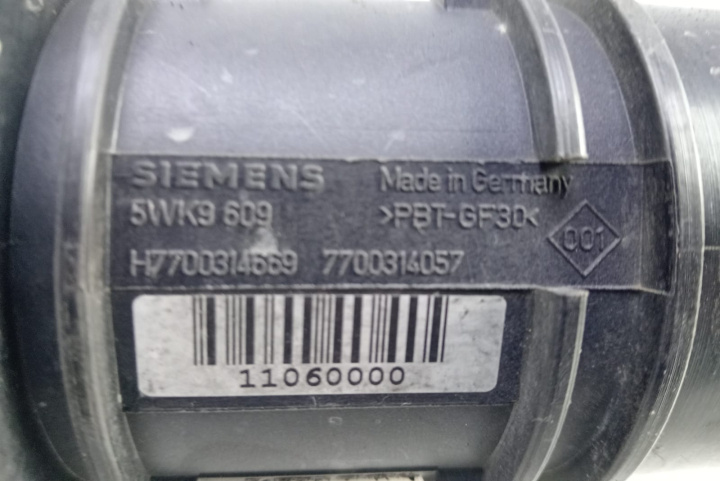 SIEMENS Made in Germany
5WK9 609 >PBT-GF30< 001
H7700314669 7700314057
11060000